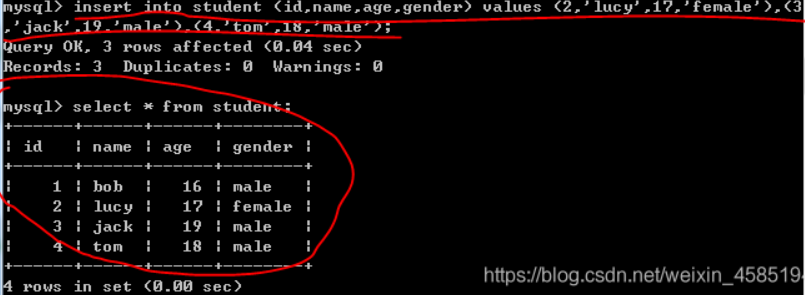 mysql> insert into student (id,name,age,gender) values (2,'lucy',17,'female'),(3
,'jack',19,'male'),(4,'tom',18,'male');
Query OK, 3 rows affected (0.04 sec)
Records: 3  Duplicates: 0  Warnings: 0
mysql> select * from student;
+------+------+------+--------+
| id   | name | age  | gender |
+------+------+------+--------+
|    1 | bob  |   16 | male   |
|    2 | lucy |   17 | female |
|    3 | jack |   19 | male   |
|    4 | tom  |   18 | male   |
+------+------+------+--------+
4 rows in set (0.00 sec)
https://blog.csdn.net/weixin_4585194